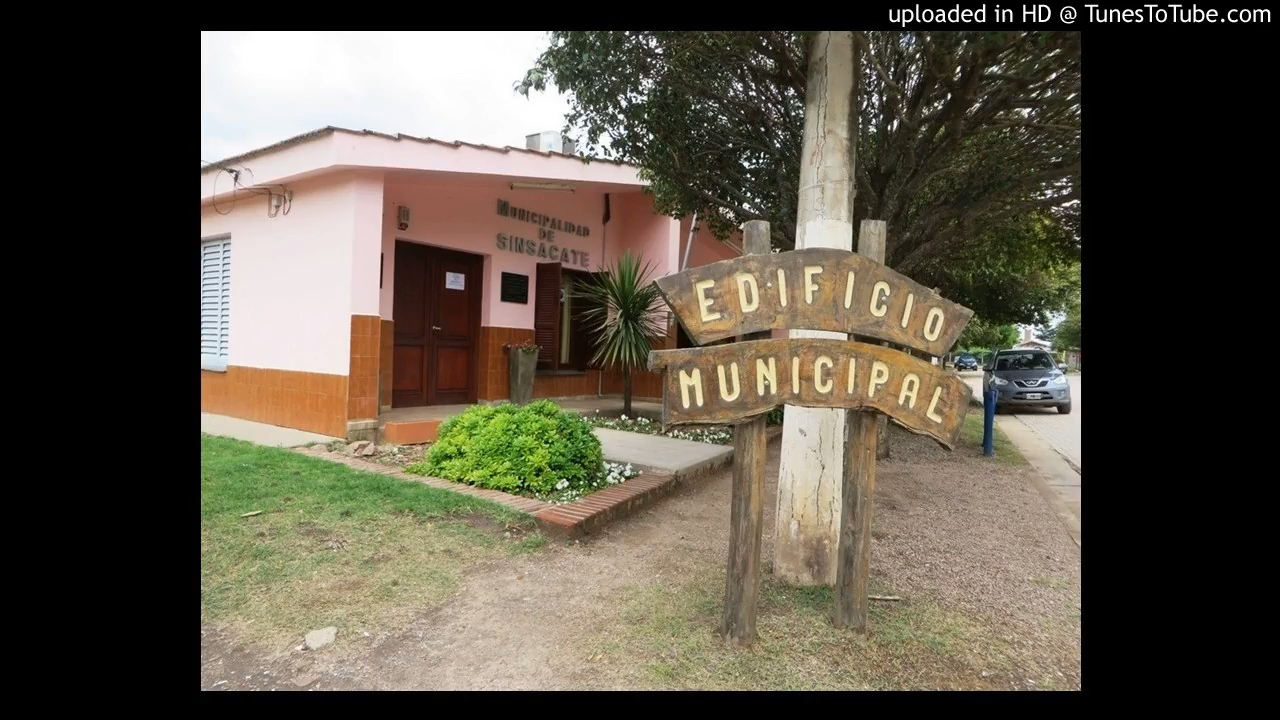 uploaded in HD @ TunesToTube.com
MUNICIPALIDAD
DE
SINSACATE
EDIFICIO
MUNICIPAL